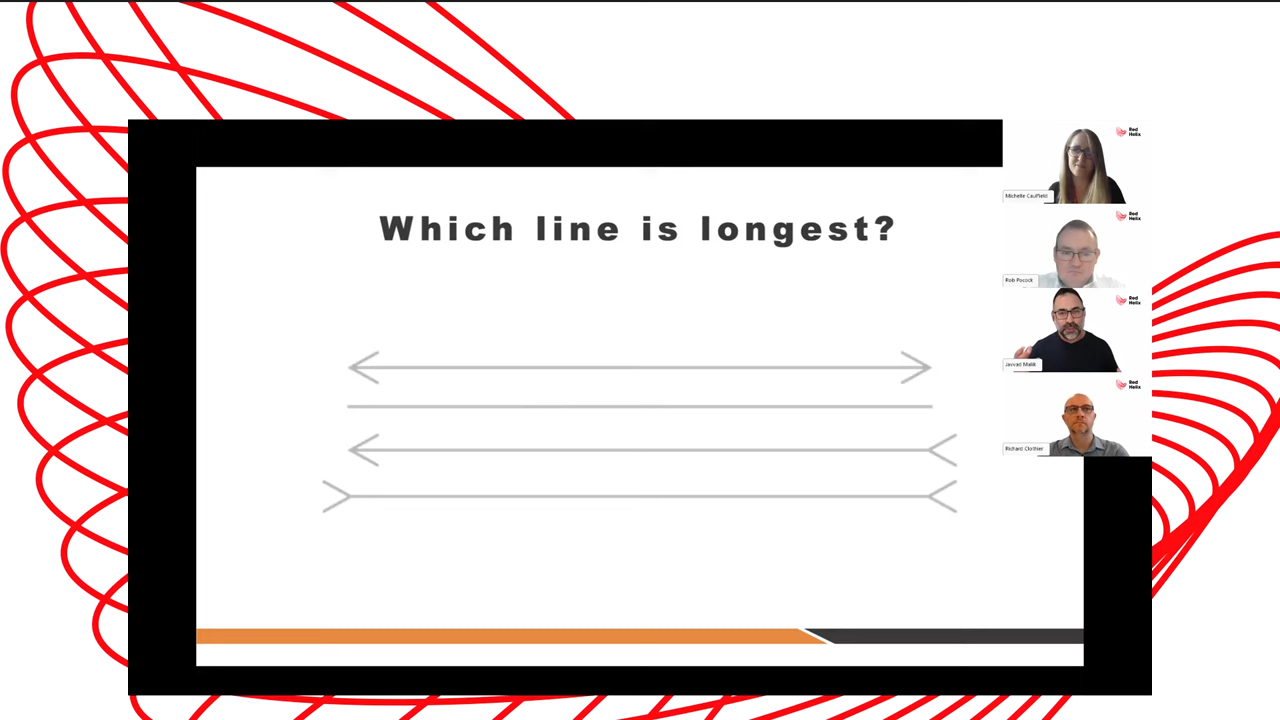 Which line is longest?
Red
Helix
Michelle Caulfield
Red
Helix
Rob Pocock
Red
Helix
Javvad Malik
Red
Helix
Richard Clothier